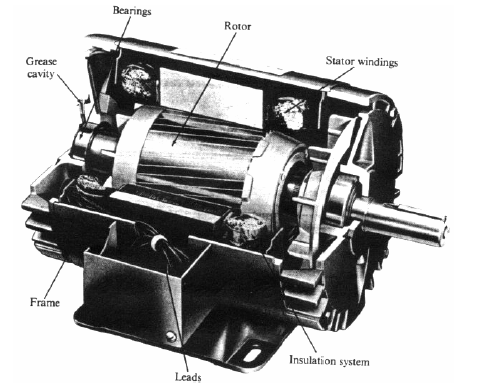 Bearings
Rotor
Grease
cavity
Stator windings
Frame
Insulation system
Leads